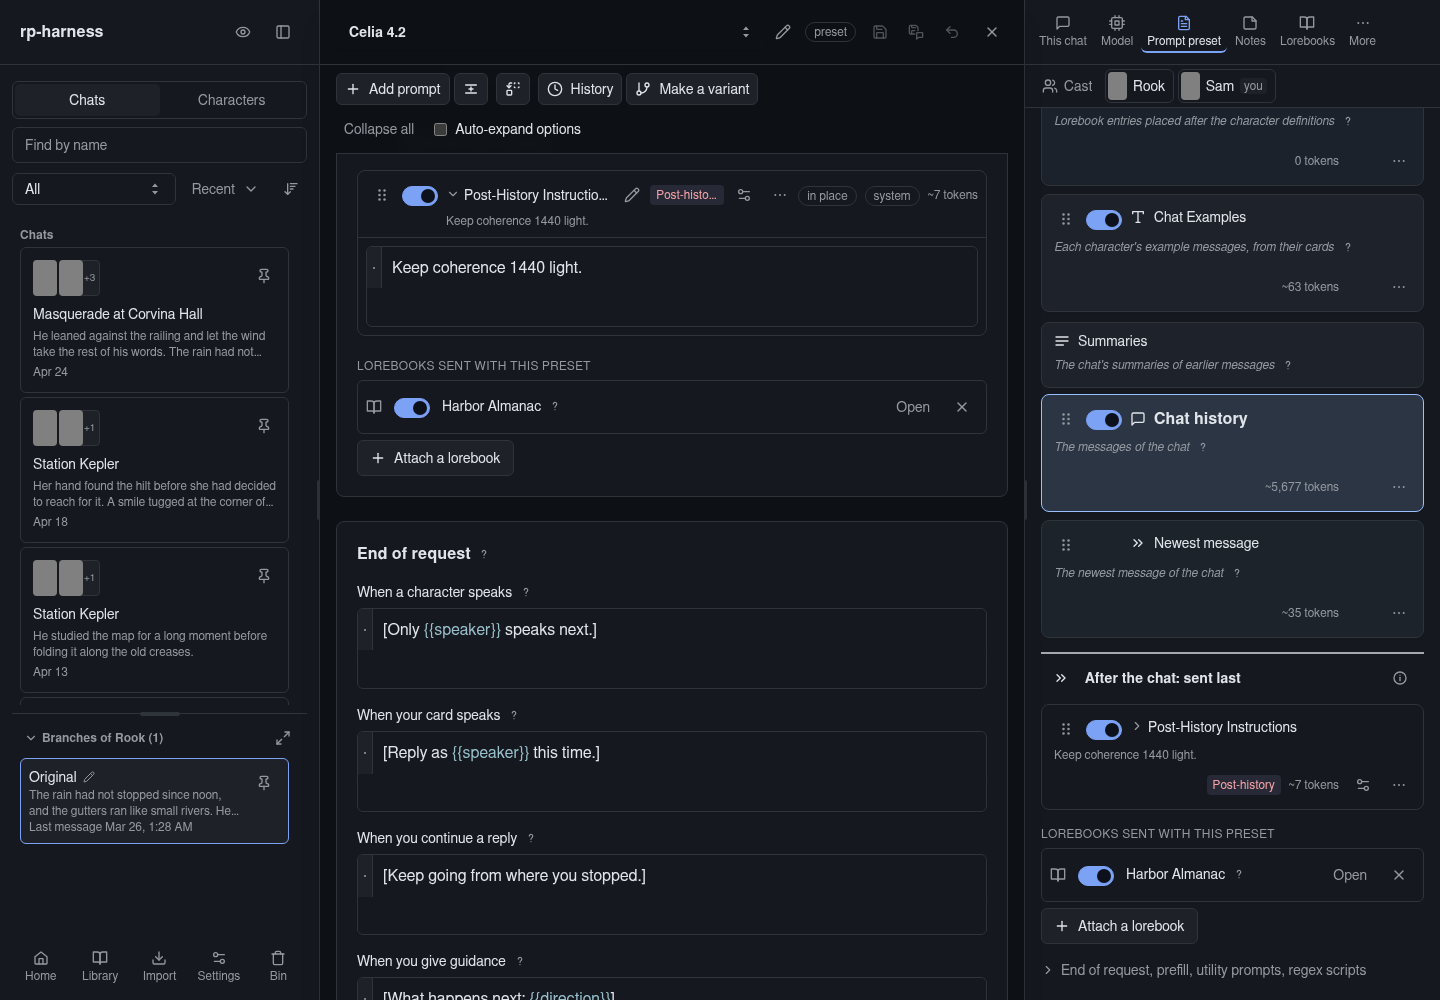 rp-harness
Chats
Characters
Find by name
All
Recent
Chats
+3
Masquerade at Corvina Hall
He leaned against the railing and let the wind
take the rest of his words. The rain had not...
Apr 24
+1
Station Kepler
Her hand found the hilt before she had decided
to reach for it. A smile tugged at the corner of...
Apr 18
+1
Station Kepler
He studied the map for a long moment before
folding it along the old creases.
Apr 13
Branches of Rook (1)
Original
The rain had not stopped since noon,
and the gutters ran like small rivers. He...
Last message Mar 26, 1:28 AM
Home
Library
Import
Settings
Bin
Celia 4.2
preset
Add prompt
History
Make a variant
Collapse all
Auto-expand options
Post-History Instructio...
Post-histo...
in place
system
~7 tokens
Keep coherence 1440 light.
Keep coherence 1440 light.
LOREBOOKS SENT WITH THIS PRESET
Harbor Almanac ?
Open
Attach a lorebook
End of request ?
When a character speaks ?
[Only {{speaker}} speaks next.]
When your card speaks ?
[Reply as {{speaker}} this time.]
When you continue a reply ?
[Keep going from where you stopped.]
When you give guidance ?
[What happens next: {{direction}}]
This chat
Model
Prompt preset
Notes
Lorebooks
More
Cast
Rook
Sam you
Lorebook entries placed after the character definitions ?
0 tokens
Chat Examples
Each character's example messages, from their cards ?
~63 tokens
Summaries
The chat's summaries of earlier messages ?
Chat history
The messages of the chat ?
~5,677 tokens
Newest message
The newest message of the chat ?
~35 tokens
After the chat: sent last
Post-History Instructions
Keep coherence 1440 light.
Post-history
~7 tokens
LOREBOOKS SENT WITH THIS PRESET
Harbor Almanac ?
Open
Attach a lorebook
End of request, prefill, utility prompts, regex scripts